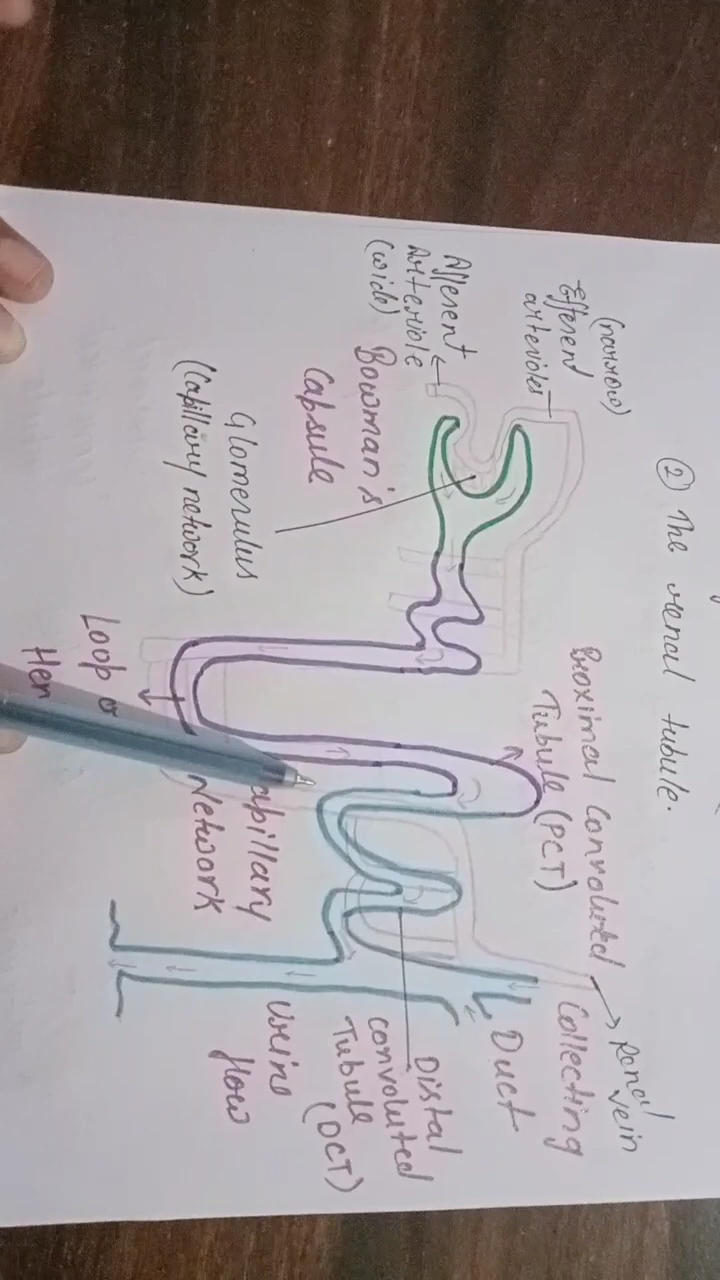 ② The renal tubule.
(narrow)
Efferent
arterioles
Afferent
Arteriole
(wide)
Bowman's
Capsule
Glomerulus
(Capillary network)
Proximal Convoluted
Tubule (PCT)
Renal
vein
Collecting
Duct
Distal
convoluted
Tubule
(DCT)
Loop o
Hen
apillary
Network
Urine
flow